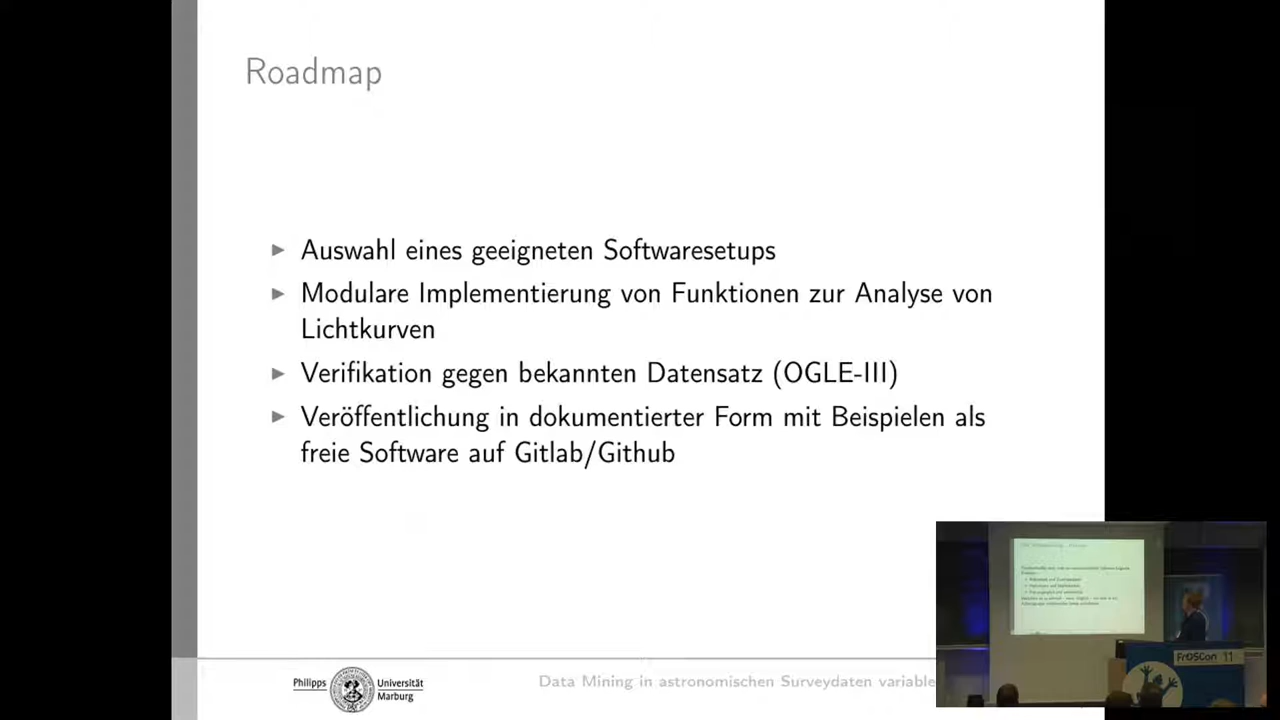 Roadmap
Auswahl eines geeigneten Softwaresetups
Modulare Implementierung von Funktionen zur Analyse von
Lichtkurven
Verifikation gegen bekannten Datensatz (OGLE-III)
Veröffentlichung in dokumentierter Form mit Beispielen als
freie Software auf Gitlab/Github
Philipps Universität
Marburg
Data Mining in astronomischen Surveydaten variable
FrOSCon 11